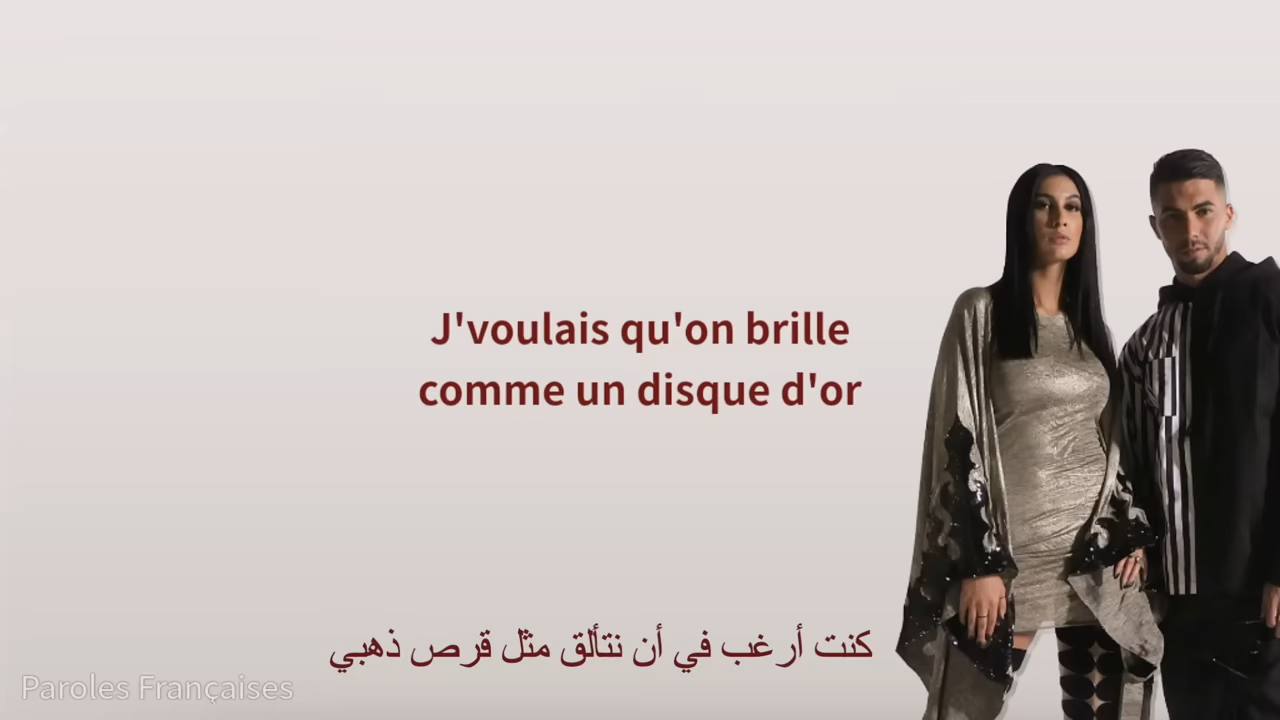 J'voulais qu'on brille
comme un disque d'or
كنت أرغب في أن نتألق مثل قرص ذهبي
Paroles Françaises